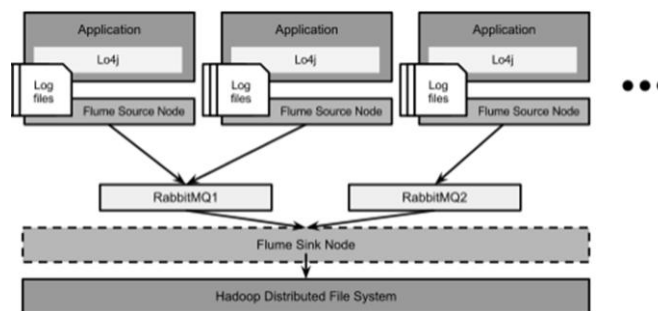 Application
Lo4j
Log
files
Flume Source Node
Application
Lo4j
Log
files
Flume Source Node
Application
Lo4j
Log
files
Flume Source Node
RabbitMQ1
RabbitMQ2
Flume Sink Node
Hadoop Distributed File System